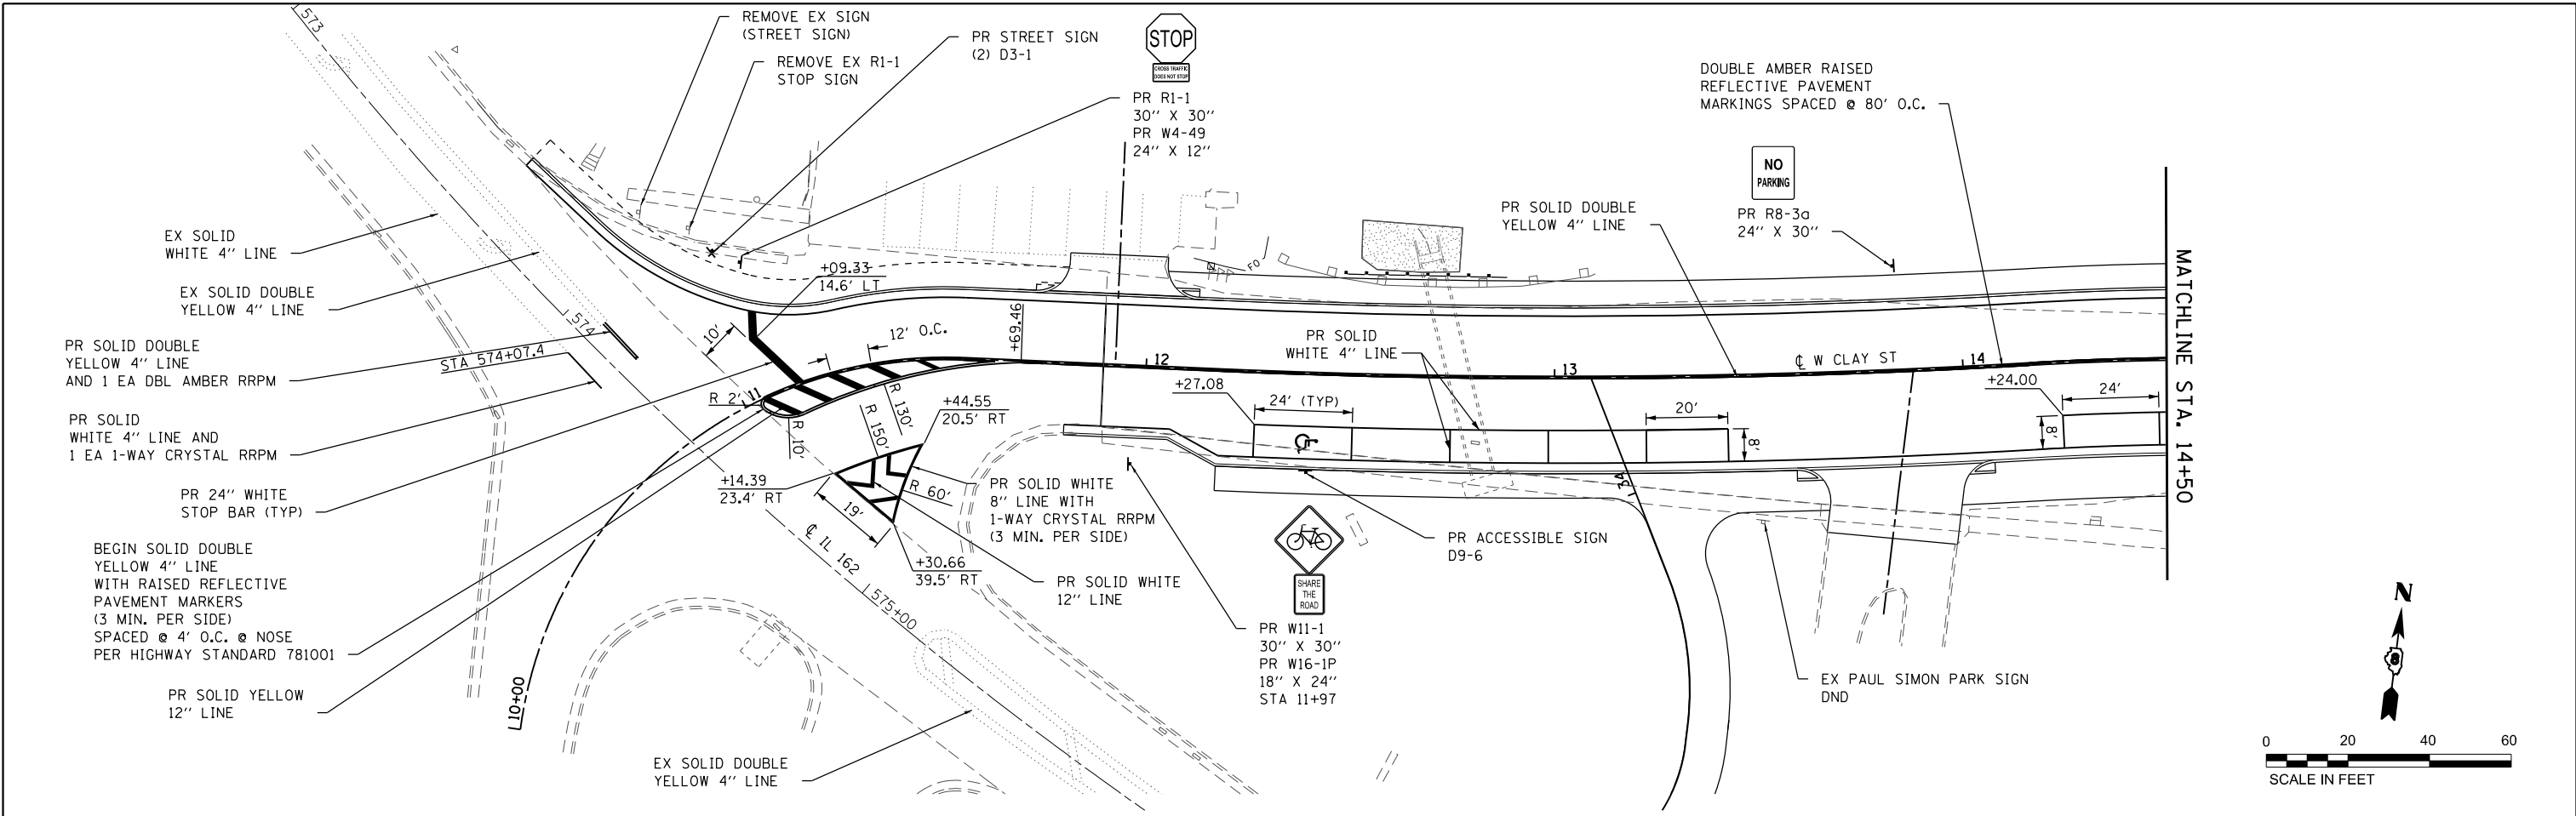 573
REMOVE EX SIGN
(STREET SIGN)
REMOVE EX R1-1
STOP SIGN
PR STREET SIGN
(2) D3-1
STOP
CROSS TRAFFIC
DOES NOT STOP
PR R1-1
30'' X 30''
PR W4-49
24'' X 12''
DOUBLE AMBER RAISED
REFLECTIVE PAVEMENT
MARKINGS SPACED @ 80' O.C.
NO
PARKING
PR R8-3a
24'' X 30''
PR SOLID DOUBLE
YELLOW 4'' LINE
EX SOLID
WHITE 4'' LINE
EX SOLID DOUBLE
YELLOW 4'' LINE
PR SOLID DOUBLE
YELLOW 4'' LINE
AND 1 EA DBL AMBER RRPM
574
STA 574+07.4
PR SOLID
WHITE 4'' LINE AND
1 EA 1-WAY CRYSTAL RRPM
PR 24'' WHITE
STOP BAR (TYP)
BEGIN SOLID DOUBLE
YELLOW 4'' LINE
WITH RAISED REFLECTIVE
PAVEMENT MARKERS
(3 MIN. PER SIDE)
SPACED @ 4' O.C. @ NOSE
PER HIGHWAY STANDARD 781001
PR SOLID YELLOW
12'' LINE
+09.33
14.6' LT
10'
12' O.C.
+69.46
FO
R 2'
11
R 10'
R 130'
R 150'
+44.55
20.5' RT
+14.39
23.4' RT
19'
R 60'
+30.66
39.5' RT
PR SOLID WHITE
8'' LINE WITH
1-WAY CRYSTAL RRPM
(3 MIN. PER SIDE)
PR SOLID WHITE
12'' LINE
℄ IL 162
575+00
10+00
EX SOLID DOUBLE
YELLOW 4'' LINE
12
PR SOLID
WHITE 4'' LINE
13
℄ W CLAY ST
14
+27.08
24' (TYP)
20'
8'
+24.00
24'
8'
34
SHARE
THE
ROAD
PR W11-1
30'' X 30''
PR W16-1P
18'' X 24''
STA 11+97
PR ACCESSIBLE SIGN
D9-6
EX PAUL SIMON PARK SIGN
DND
MATCHLINE STA. 14+50
N
8
0 20 40 60
SCALE IN FEET